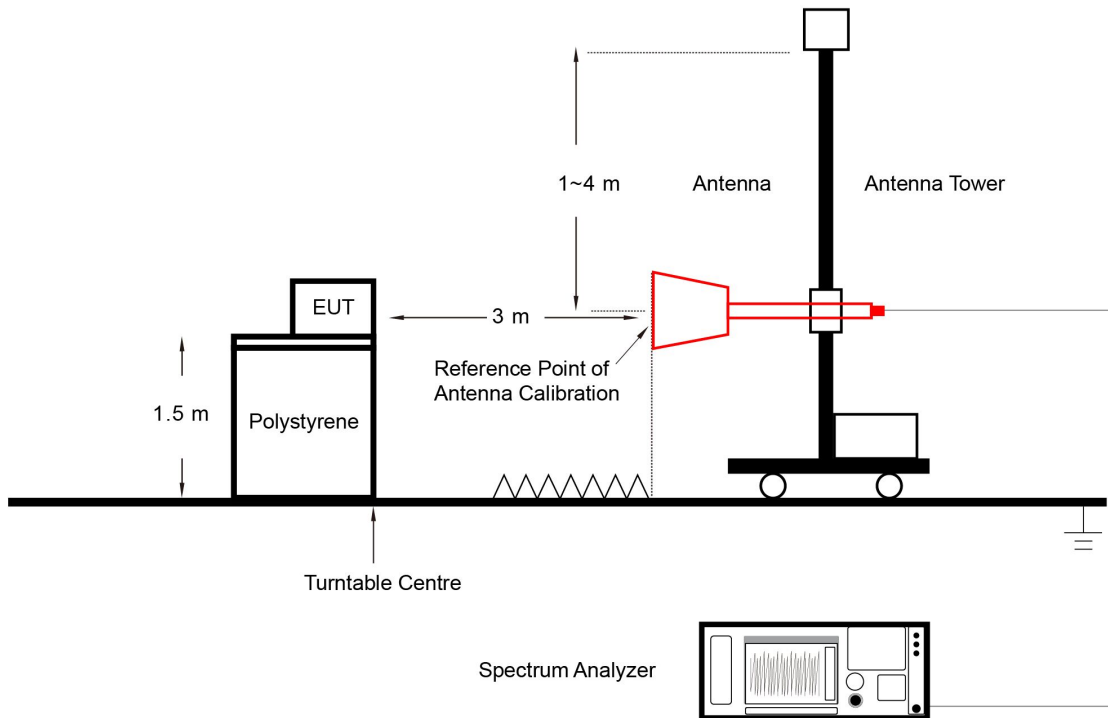 1~4 m
Antenna
Antenna Tower
EUT
3 m
Reference Point of
Antenna Calibration
1.5 m
Polystyrene
Turntable Centre
Spectrum Analyzer